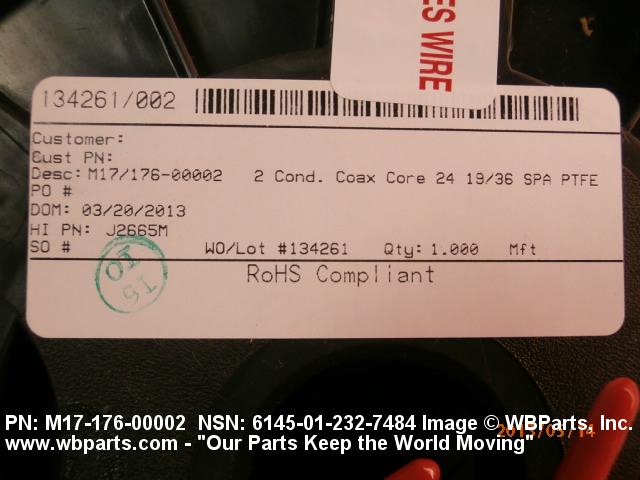 ES WIRE
134261/002
Customer:
Cust PN:
Desc: M17/176-00002 2 Cond. Coax Core 24 19/36 SPA PTFE
PO #
DOM: 03/20/2013
HI PN: J2665M
SO # WO/Lot #134261 Qty: 1.000 Mft
RoHS Compliant
PN: M17-176-00002 NSN: 6145-01-232-7484 Image © WBParts, Inc.
www.wbparts.com - "Our Parts Keep the World Moving"